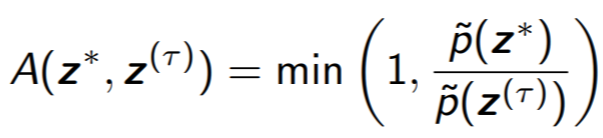 A(z*, z^(τ)) = min (1, p̃(z*) / p̃(z^(τ)))